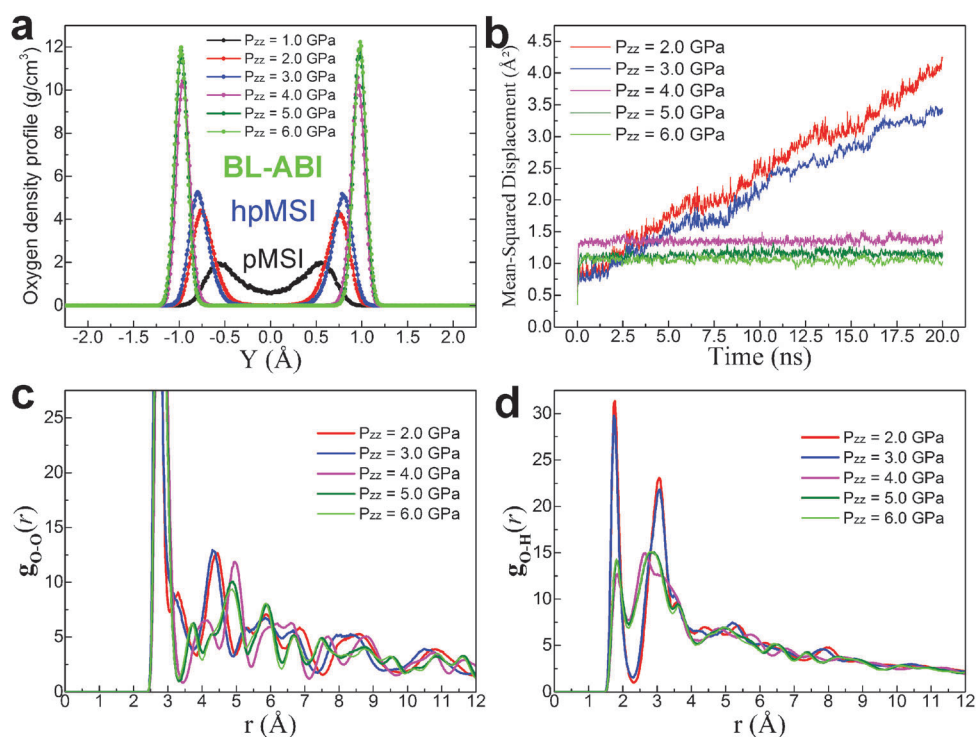 a
Oxygen density profile (g/cm³)
12
10
8
6
4
2
0
Pzz = 1.0 GPa
Pzz = 2.0 GPa
Pzz = 3.0 GPa
Pzz = 4.0 GPa
Pzz = 5.0 GPa
Pzz = 6.0 GPa
BL-ABI
hpMSI
pMSI
-2.0 -1.5 -1.0 -0.5 0.0 0.5 1.0 1.5 2.0
Y (Å)
b
Mean-Squared Displacement (Å²)
4.5
4.0
3.5
3.0
2.5
2.0
1.5
1.0
0.5
0.0
Pzz = 2.0 GPa
Pzz = 3.0 GPa
Pzz = 4.0 GPa
Pzz = 5.0 GPa
Pzz = 6.0 GPa
0.0 2.5 5.0 7.5 10.0 12.5 15.0 17.5 20.0
Time (ns)
c
gO-O(r)
25
20
15
10
5
0
Pzz = 2.0 GPa
Pzz = 3.0 GPa
Pzz = 4.0 GPa
Pzz = 5.0 GPa
Pzz = 6.0 GPa
0 1 2 3 4 5 6 7 8 9 10 11 12
r (Å)
d
gO-H(r)
30
25
20
15
10
5
0
Pzz = 2.0 GPa
Pzz = 3.0 GPa
Pzz = 4.0 GPa
Pzz = 5.0 GPa
Pzz = 6.0 GPa
0 1 2 3 4 5 6 7 8 9 10 11 12
r (Å)